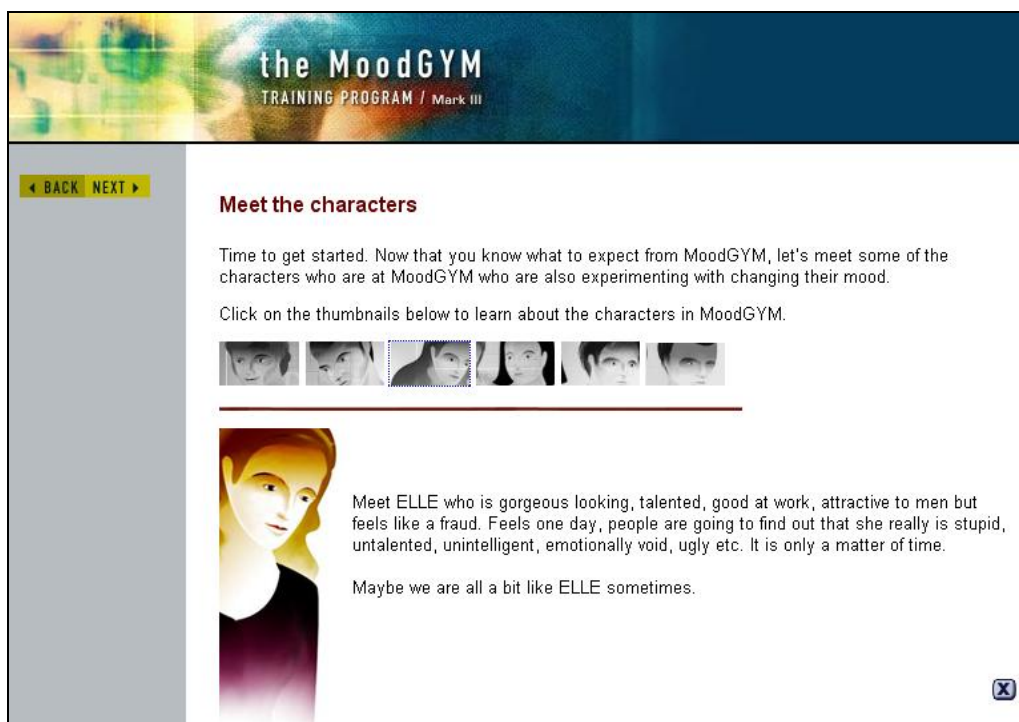 the MoodGYM
TRAINING PROGRAM / Mark III
BACK NEXT
Meet the characters
Time to get started. Now that you know what to expect from MoodGYM, let's meet some of the
characters who are at MoodGYM who are also experimenting with changing their mood.
Click on the thumbnails below to learn about the characters in MoodGYM.
Meet ELLE who is gorgeous looking, talented, good at work, attractive to men but
feels like a fraud. Feels one day, people are going to find out that she really is stupid,
untalented, unintelligent, emotionally void, ugly etc. It is only a matter of time.
Maybe we are all a bit like ELLE sometimes.